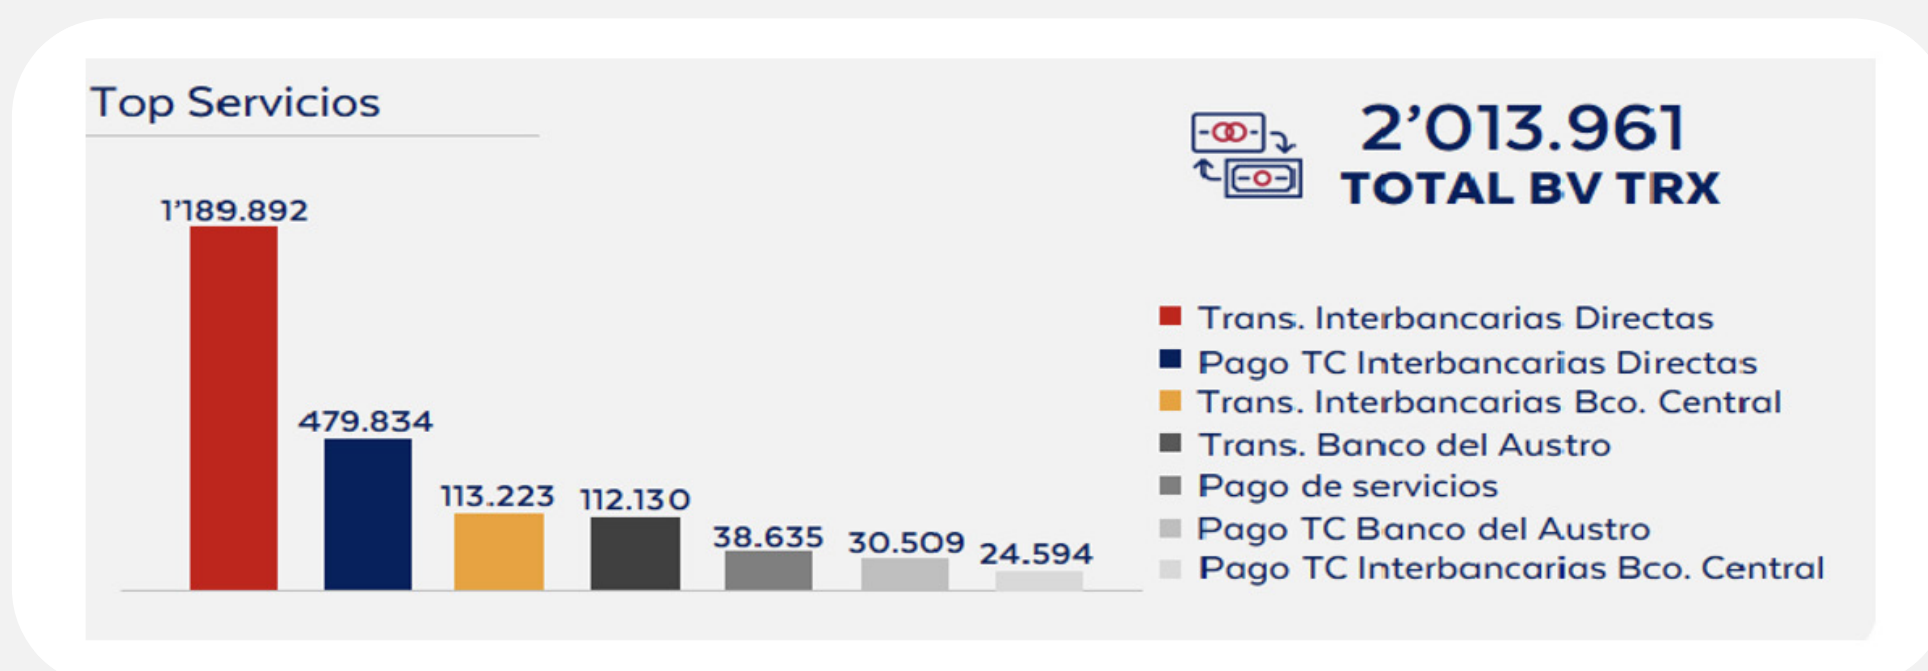 Top Servicios
2’013.961
TOTAL BV TRX
1’189.892
479.834
113.223
112.130
38.635
30.509
24.594
Trans. Interbancarias Directas
Pago TC Interbancarias Directas
Trans. Interbancarias Bco. Central
Trans. Banco del Austro
Pago de servicios
Pago TC Banco del Austro
Pago TC Interbancarias Bco. Central